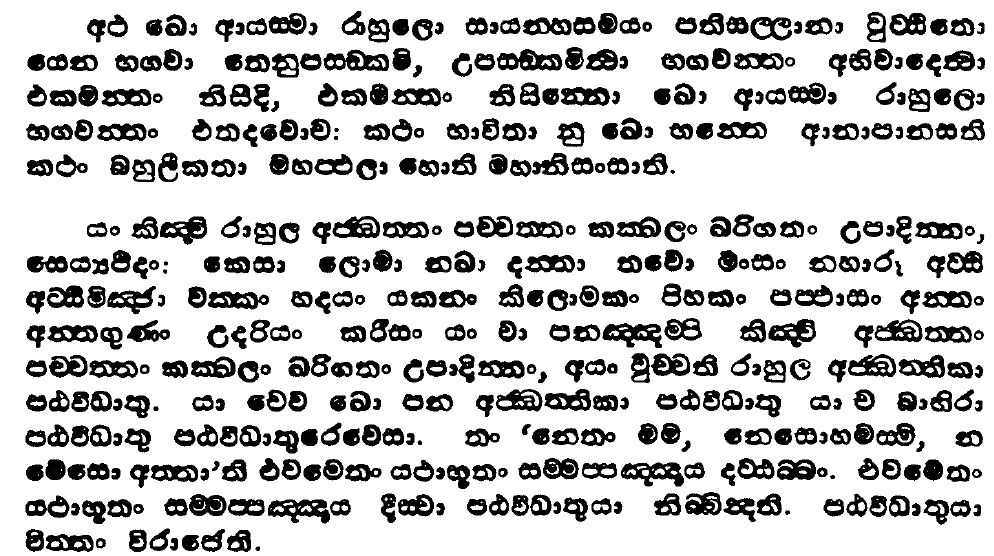 අථ ඛො ආයස්මා රාහුලො සායනහසමයං පතිසල්ලානා වුට්ඨිතො
යෙන භගවා තෙනුපසඞ්කමි, උපසඞ්කමිත්වා භගවන්තං අභිවාදෙත්වා
එකමන්තං නිසීදි, එකමන්තං නිසින්නො ඛො ආයස්මා රාහුලො
භගවන්තං එතදවොච: කථං භාවිතා නු ඛො භන්තෙ ආනාපානසති
කථං බහුලීකතා මහප්ඵලා හොති මහානිසංසාති.
යං කිඤ්චි රාහුල අජ්ඣත්තං පච්චත්තං කක්ඛලං ඛරිගතං උපාදින්නං,
සෙය්‍යථීදං: කෙසා ලොමා නඛා දන්තා තචො මංසං නහාරූ අට්ඨි
අට්ඨිමිඤ්ජා වක්කං හදයං යකනං කිලොමකං පිහකං පප්ඵාසං අන්තං
අන්තගුණං උදරියං කරීසං යං වා පනඤ්ඤම්පි කිඤ්චි අජ්ඣත්තං
පච්චත්තං කක්ඛලං ඛරිගතං උපාදින්නං, අයං වුච්චති රාහුල අජ්ඣත්තිකා
පඨවීධාතු. යා චෙව ඛො පන අජ්ඣත්තිකා පඨවීධාතු යා ච බාහිරා
පඨවීධාතු පඨවීධාතුරෙවෙසා. තං ‘නෙතං මම, නෙසොහමස්මි, න
මෙසො අත්තා’ති එවමෙතං යථාභූතං සම්මප්පඤ්ඤාය දට්ඨබ්බං. එවමෙතං
යථාභූතං සම්මප්පඤ්ඤාය දිස්වා පඨවීධාතුයා නිබ්බින්දති. පඨවීධාතුයා
චිත්තං විරාජෙති.